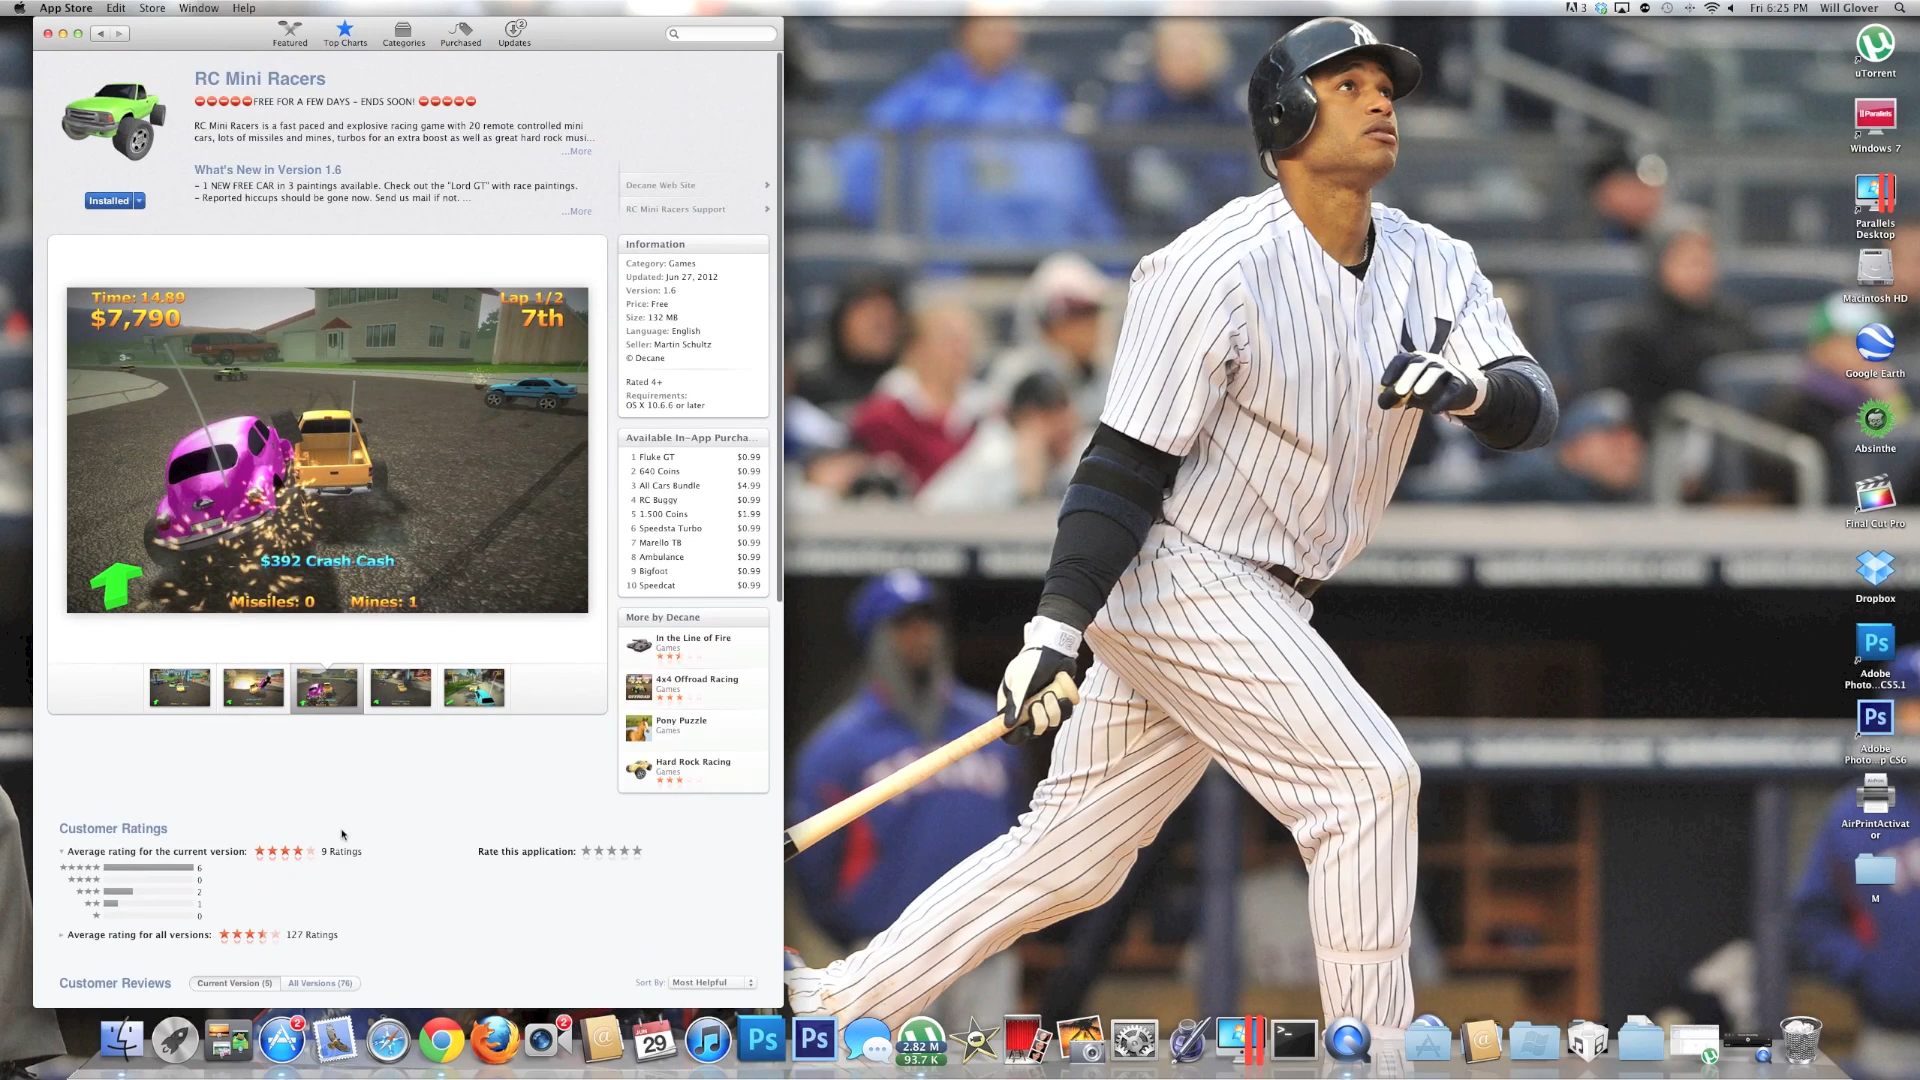 App Store Edit Store Window Help
3 Fri 6:25 PM Will Glover
Featured Top Charts Categories Purchased Updates
2
RC Mini Racers
FREE FOR A FEW DAYS - ENDS SOON!
RC Mini Racers is a fast paced and explosive racing game with 20 remote controlled mini
cars, lots of missiles and mines, turbos for an extra boost as well as great hard rock musi...
...More
What's New in Version 1.6
- 1 NEW FREE CAR in 3 paintings available. Check out the "Lord GT" with race paintings.
- Reported hiccups should be gone now. Send us mail if not. ...
...More
Installed
Decane Web Site
RC Mini Racers Support
Time: 14.89
$7,790
Lap 1/2
7th
$392 Crash Cash
Missiles: 0 Mines: 1
Information
Category: Games
Updated: Jun 27, 2012
Version: 1.6
Price: Free
Size: 132 MB
Language: English
Seller: Martin Schultz
© Decane
Rated 4+
Requirements:
OS X 10.6.6 or later
Available In-App Purcha...
1 Fluke GT $0.99
2 640 Coins $0.99
3 All Cars Bundle $4.99
4 RC Buggy $0.99
5 1.500 Coins $1.99
6 Speedsta Turbo $0.99
7 Marello TB $0.99
8 Ambulance $0.99
9 Bigfoot $0.99
10 Speedcat $0.99
More by Decane
In the Line of Fire
Games
4x4 Offroad Racing
Games
Pony Puzzle
Games
Hard Rock Racing
Games
Customer Ratings
Average rating for the current version: 9 Ratings
Rate this application:
6
0
2
1
0
Average rating for all versions: 127 Ratings
Customer Reviews Current Version (5) All Versions (76)
Sort By: Most Helpful
uTorrent
Parallels
Windows 7
Parallels
Desktop
Macintosh HD
Google Earth
Absinthe
Final Cut Pro
Dropbox
Ps
Adobe
Photo...CS5.1
Ps
Adobe
Photo...p CS6
AirPrintActivat
or
M
2
2
JUN
29
Ps
Ps
2.82 M
93.7 K